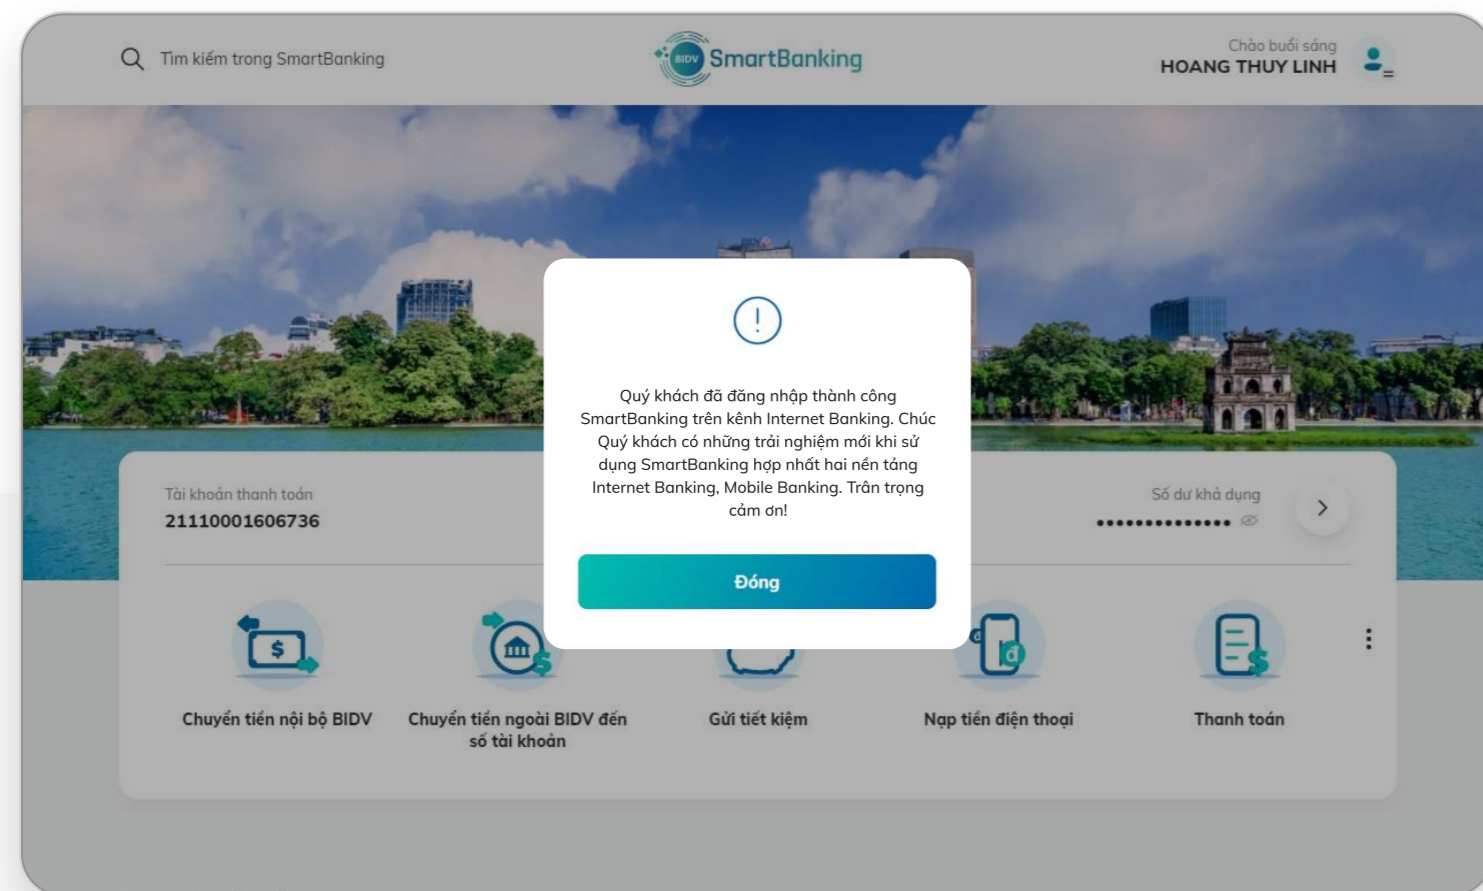 Tìm kiếm trong SmartBanking
BIDV SmartBanking
Chào buổi sáng
HOANG THUY LINH
Quý khách đã đăng nhập thành công
SmartBanking trên kênh Internet Banking. Chúc
Quý khách có những trải nghiệm mới khi sử
dụng SmartBanking hợp nhất hai nền tảng
Internet Banking, Mobile Banking. Trân trọng
cảm ơn!
Đóng
Tài khoản thanh toán
21110001606736
Số dư khả dụng
••••••••••••••
Chuyển tiền nội bộ BIDV
Chuyển tiền ngoài BIDV đến
số tài khoản
Gửi tiết kiệm
Nạp tiền điện thoại
Thanh toán